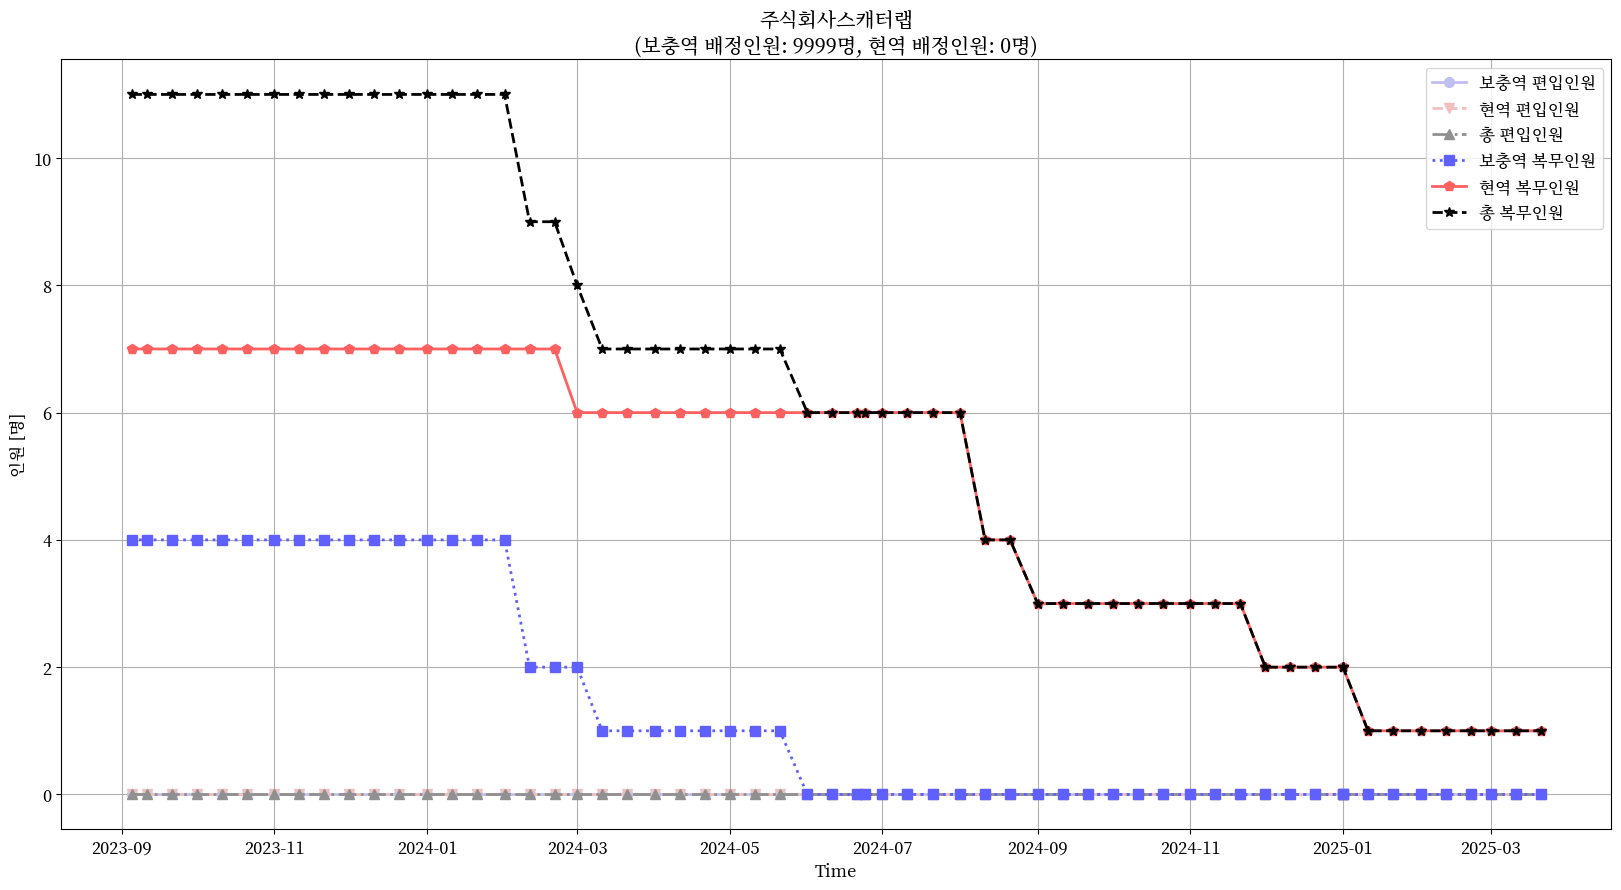 주식회사스캐터랩
(보충역 배정인원: 9999명, 현역 배정인원: 0명)
보충역 편입인원
현역 편입인원
총 편입인원
보충역 복무인원
현역 복무인원
총 복무인원
인원 [명]
10
8
6
4
2
0
2023-09
2023-11
2024-01
2024-03
2024-05
2024-07
2024-09
2024-11
2025-01
2025-03
Time